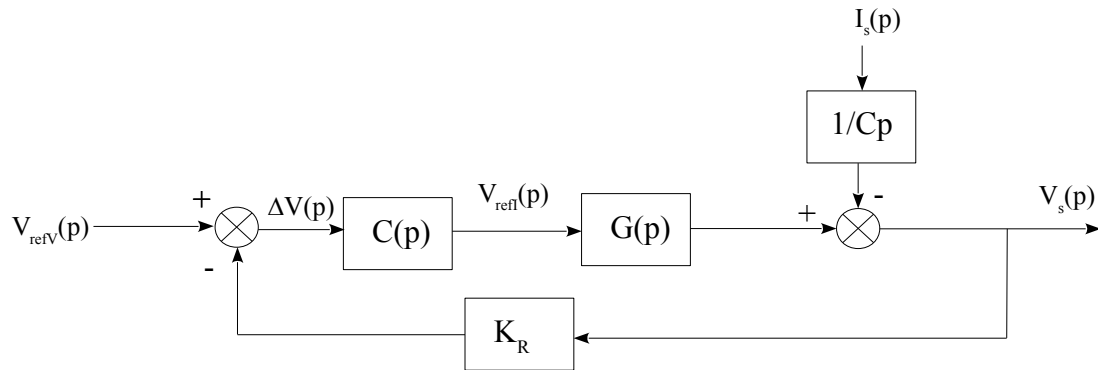 I_s(p)
1/Cp
-
+
V_refV(p)
ΔV(p)
C(p)
V_refI(p)
G(p)
+
V_s(p)
-
K_R